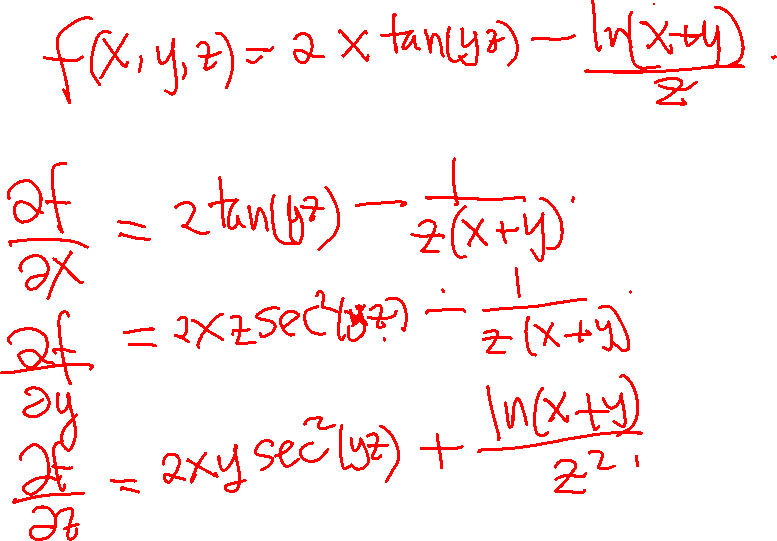 f(x,y,z) = 2x tan(yz) - ln(x+y)/z.
∂f/∂x = 2tan(yz) - 1/(z(x+y))
∂f/∂y = 2xz sec²(yz) - 1/(z(x+y))
∂f/∂z = 2xy sec²(yz) + ln(x+y)/z².